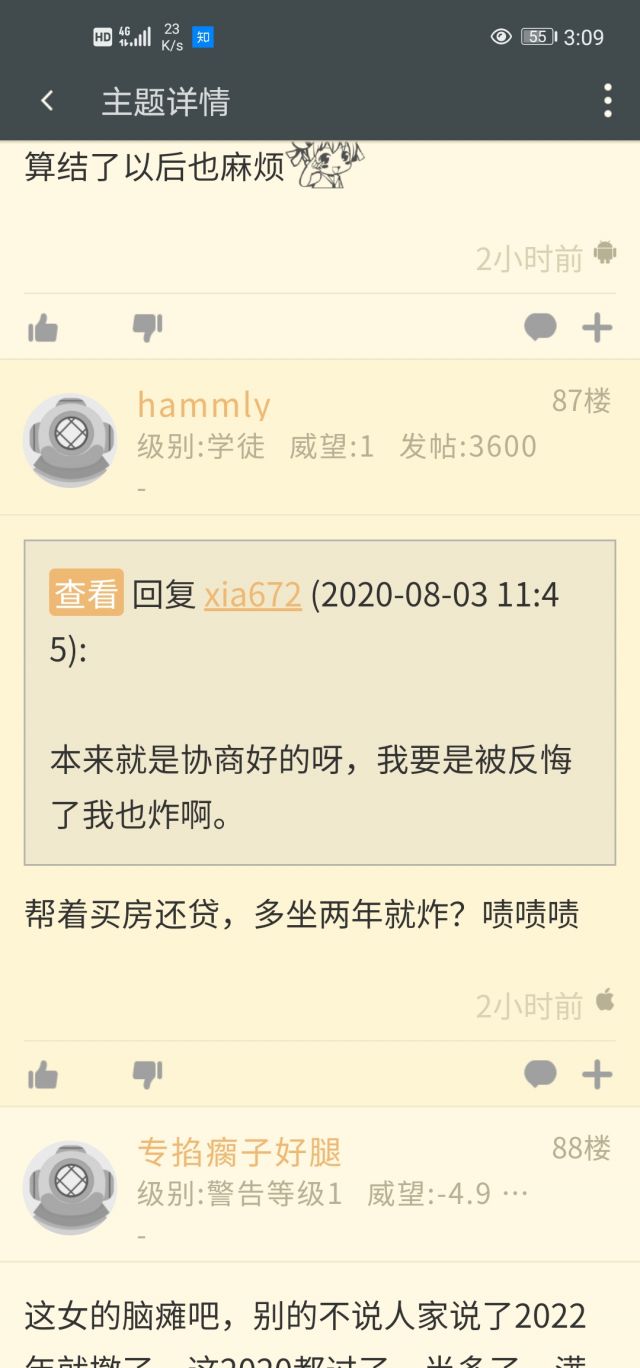 HD 4G 23 K/s 知 55 3:09
主题详情
算结了以后也麻烦
2小时前
hammly 87楼
级别:学徒 威望:1 发帖:3600
-
查看 回复 xia672 (2020-08-03 11:4
5):
本来就是协商好的呀，我要是被反悔
了我也炸啊。
帮着买房还贷，多坐两年就炸？啧啧啧
2小时前
专掐瘸子好腿 88楼
级别:警告等级1 威望:-4.9 …
-
这女的脑瘫吧，别的不说人家说了2022
年就撤了，这2020都过了一半多了，满